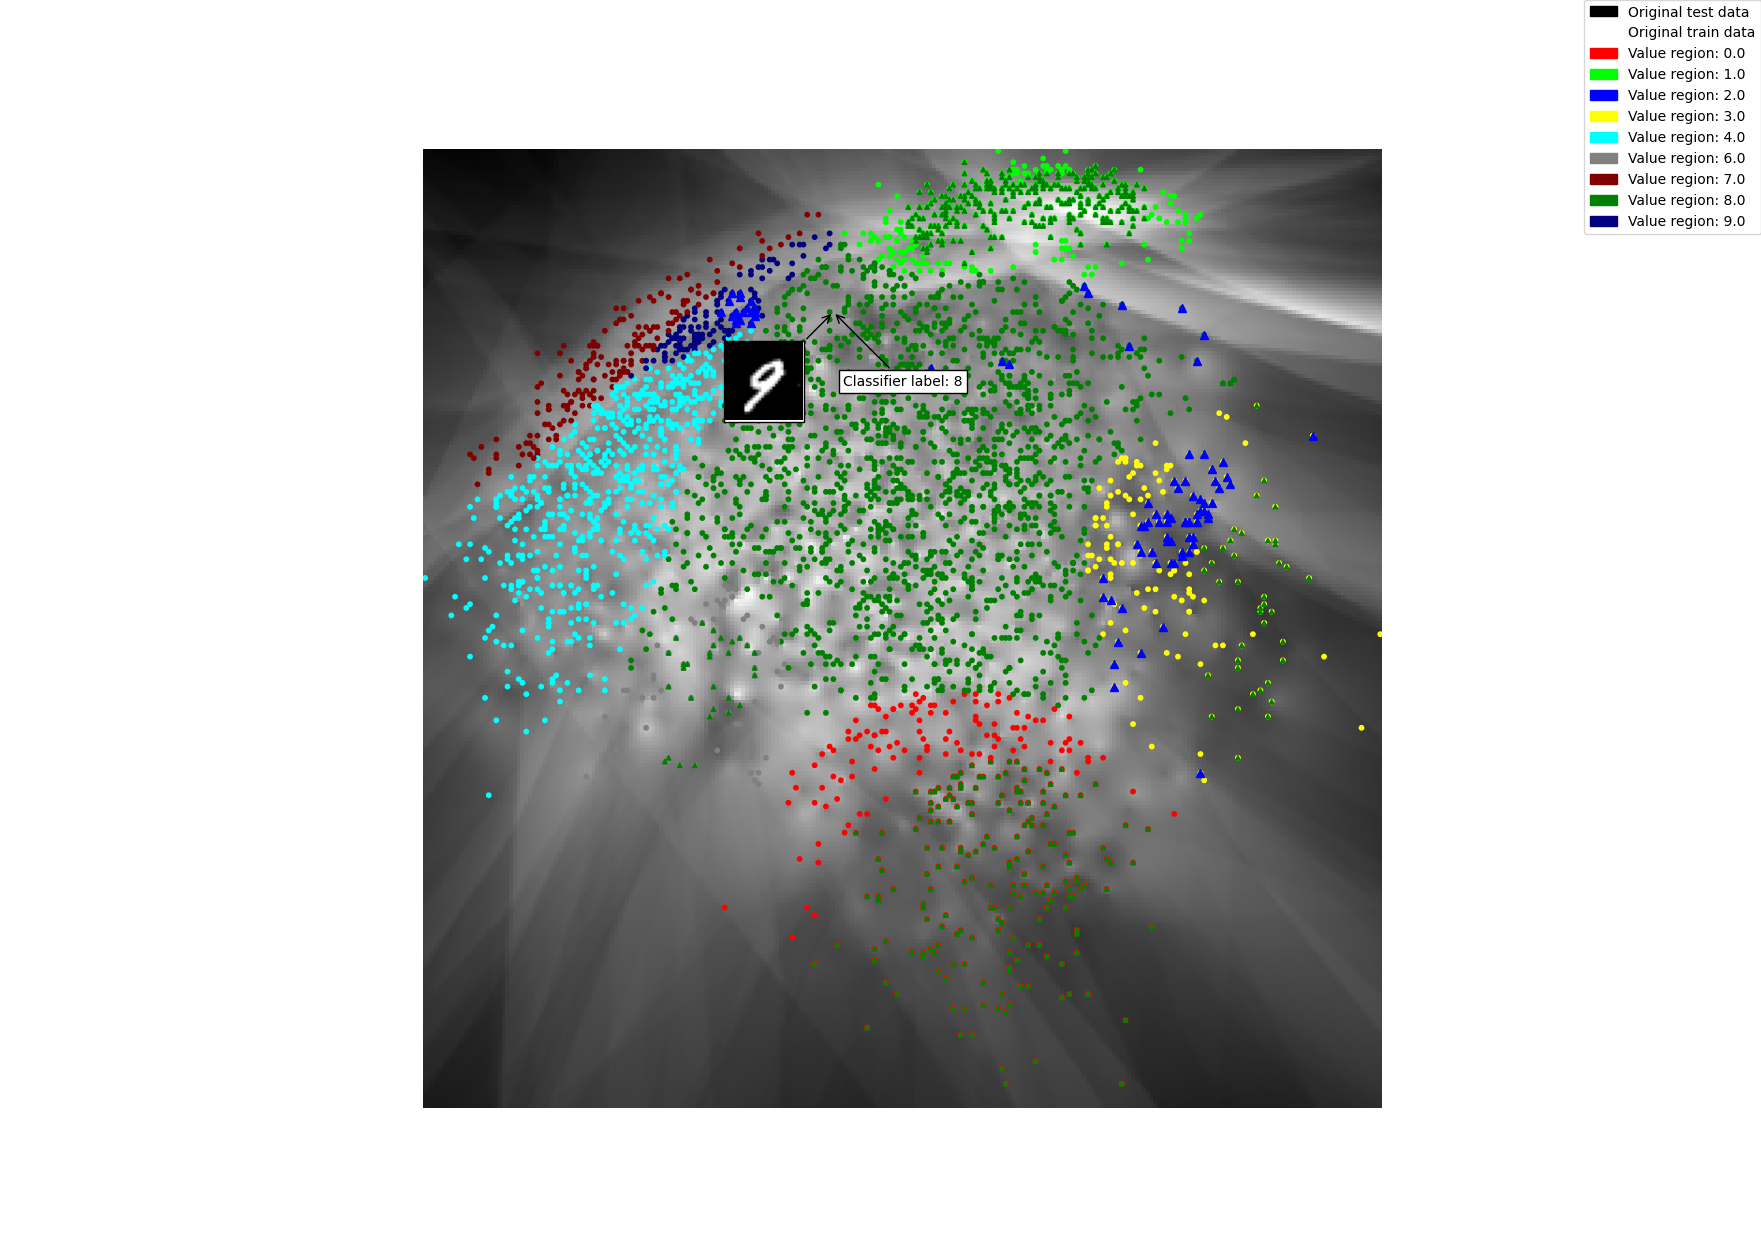 Original test data
Original train data
Value region: 0.0
Value region: 1.0
Value region: 2.0
Value region: 3.0
Value region: 4.0
Value region: 6.0
Value region: 7.0
Value region: 8.0
Value region: 9.0
9
Classifier label: 8